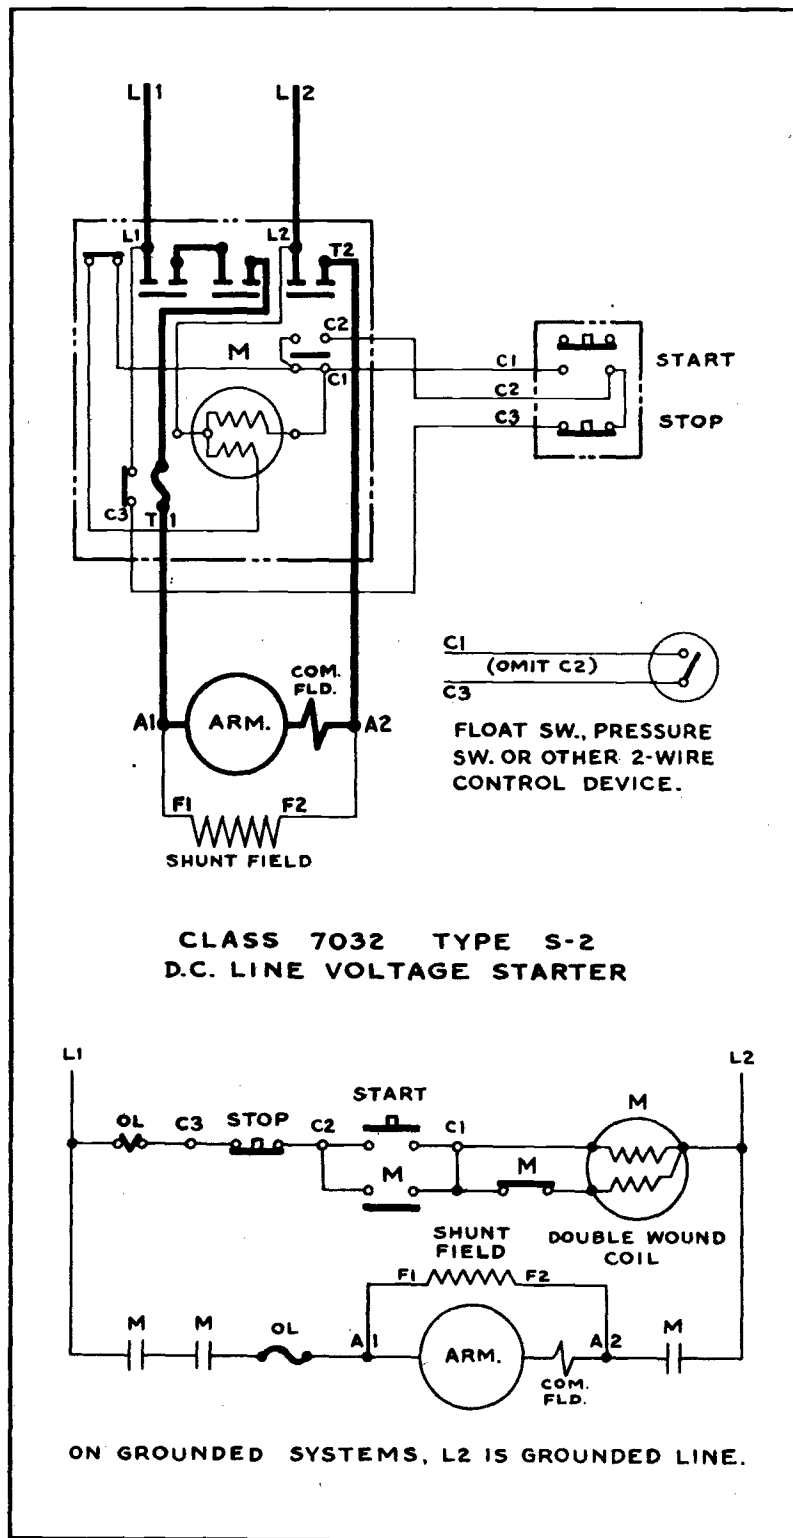 L1 L2
L1 L2 T2
C2
M
C1
C1 START
C2
C3 STOP
C3 T1
C1
(OMIT C2)
C3
COM.
FLD.
A1 ARM. A2
FLOAT SW., PRESSURE
SW. OR OTHER 2-WIRE
CONTROL DEVICE.
F1 F2
SHUNT FIELD
CLASS 7032 TYPE S-2
D.C. LINE VOLTAGE STARTER
L1 L2
START M
OL C3 STOP C2 C1
M M
SHUNT
FIELD
DOUBLE WOUND
COIL
F1 F2
M M OL A1 ARM. A2 M
COM.
FLD.
ON GROUNDED SYSTEMS, L2 IS GROUNDED LINE.